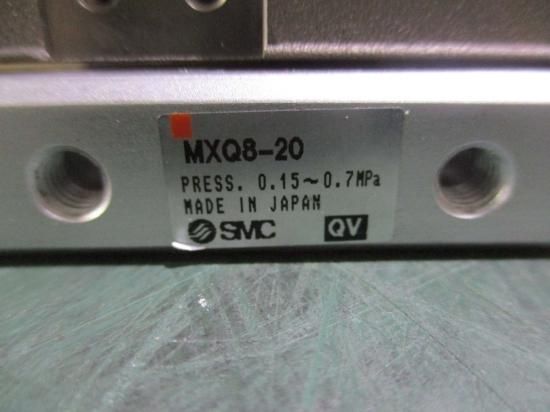 MXQ8-20
PRESS. 0.15~0.7MPa
MADE IN JAPAN
SMC QV